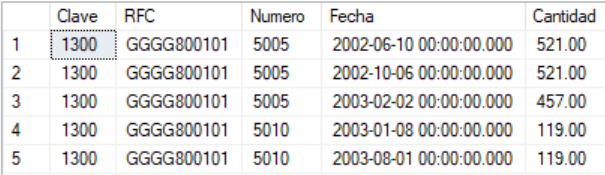 Clave RFC Numero Fecha Cantidad
1 1300 GGGG800101 5005 2002-06-10 00:00:00.000 521.00
2 1300 GGGG800101 5005 2002-10-06 00:00:00.000 521.00
3 1300 GGGG800101 5005 2003-02-02 00:00:00.000 457.00
4 1300 GGGG800101 5010 2003-01-08 00:00:00.000 119.00
5 1300 GGGG800101 5010 2003-08-01 00:00:00.000 119.00